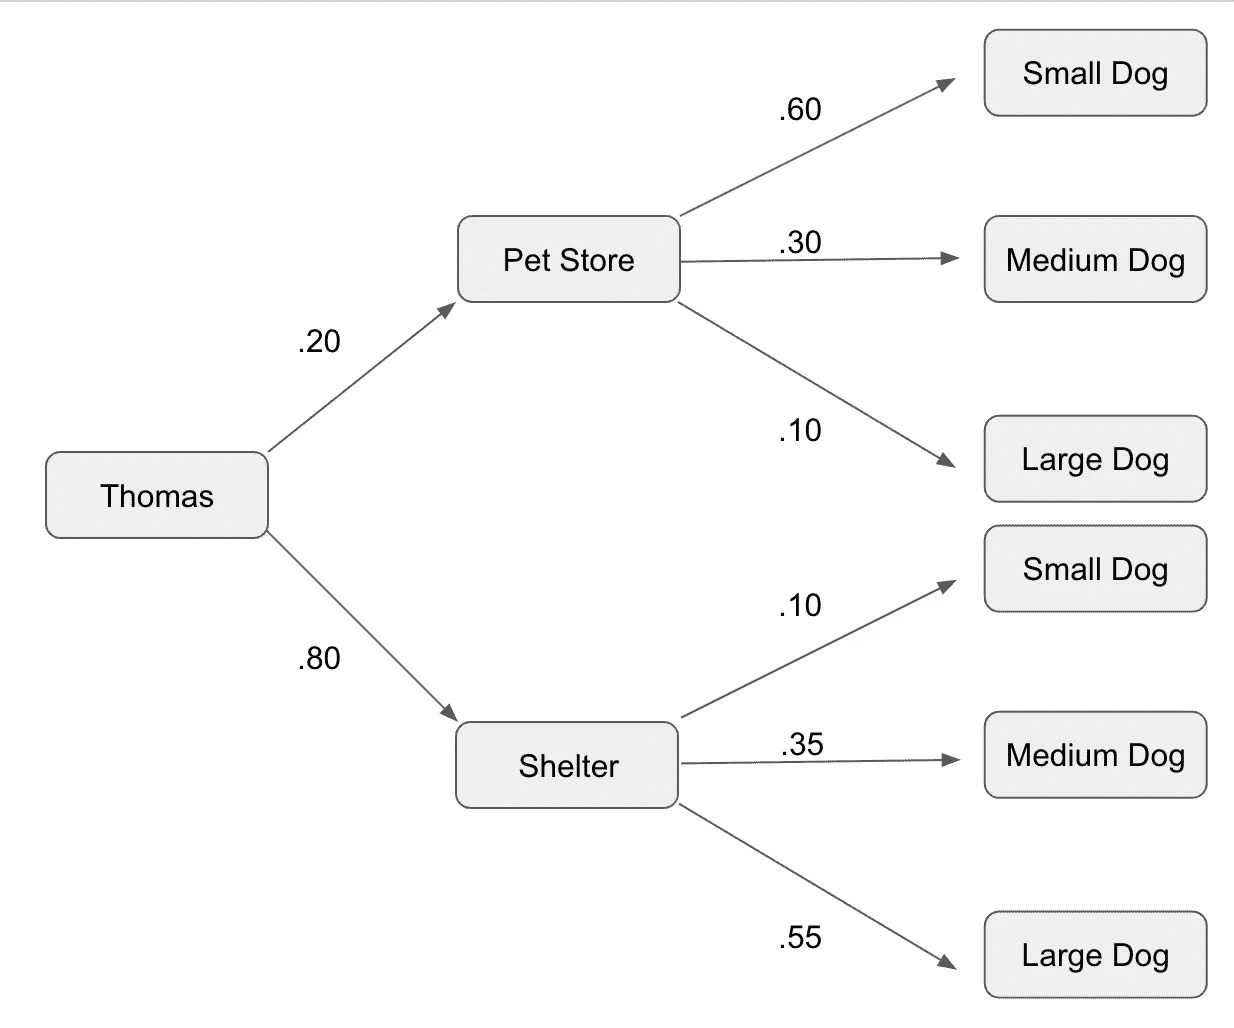 Small Dog
.60
Pet Store
.30
Medium Dog
.20
.10
Large Dog
Thomas
Small Dog
.10
.80
Shelter
.35
Medium Dog
.55
Large Dog